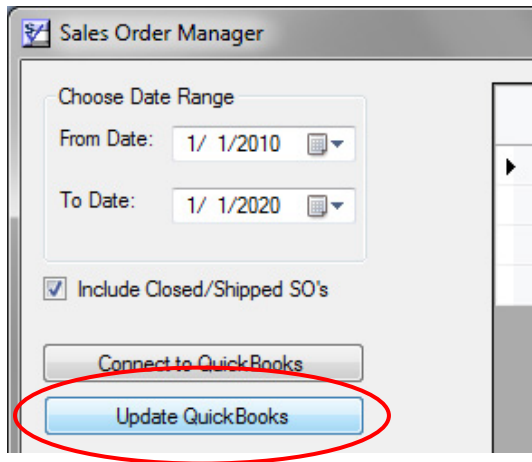 Sales Order Manager
Choose Date Range
From Date: 1/ 1/2010
To Date: 1/ 1/2020
Include Closed/Shipped SO's
Connect to QuickBooks
Update QuickBooks